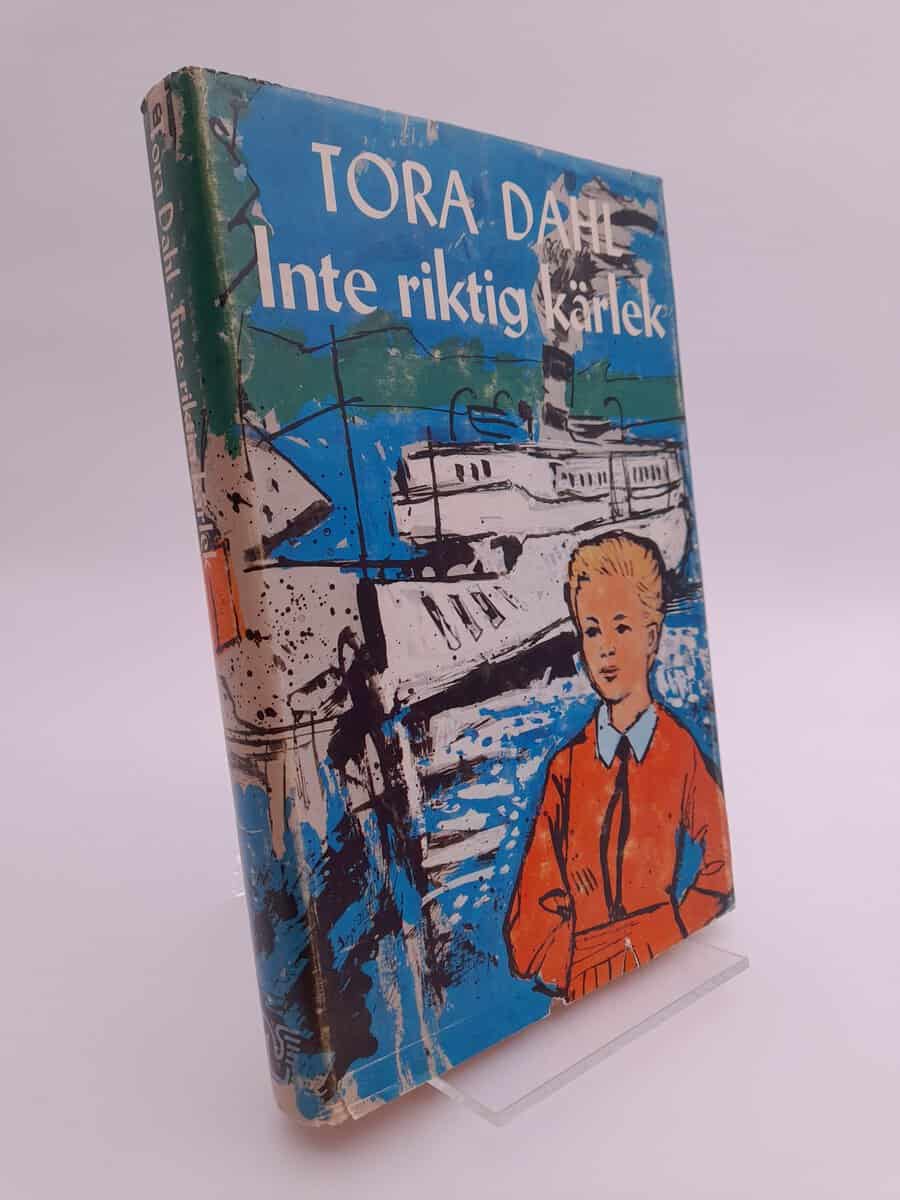 TORA DAHL
Inte riktig kärlek
Tora Dahl · Inte riktig kärlek